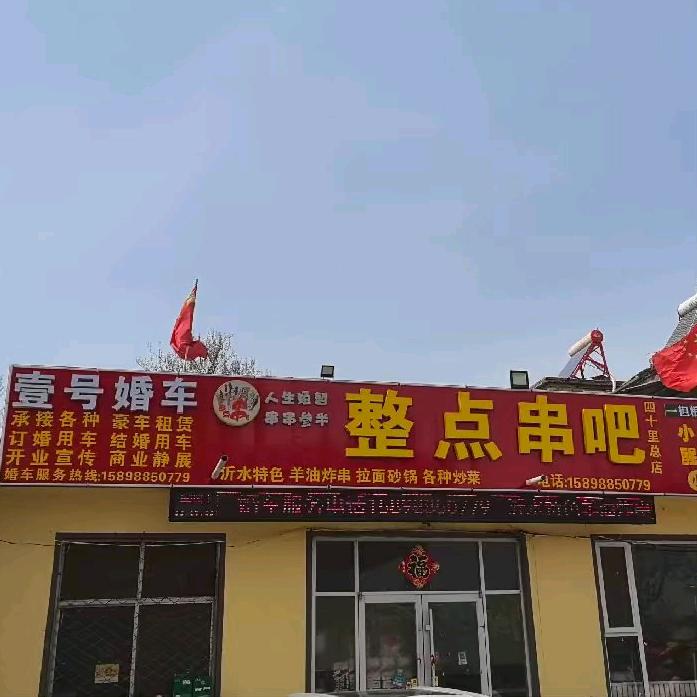 壹号婚车
承接各种 豪车租赁
订婚用车 结婚用车
开业宣传 商业静展
婚车服务热线:15898850779
人生短暂
串串参半
整点串吧
四十里总店
沂水特色 羊油炸串 拉面砂锅 各种炒菜
电话:15898850779
小
福